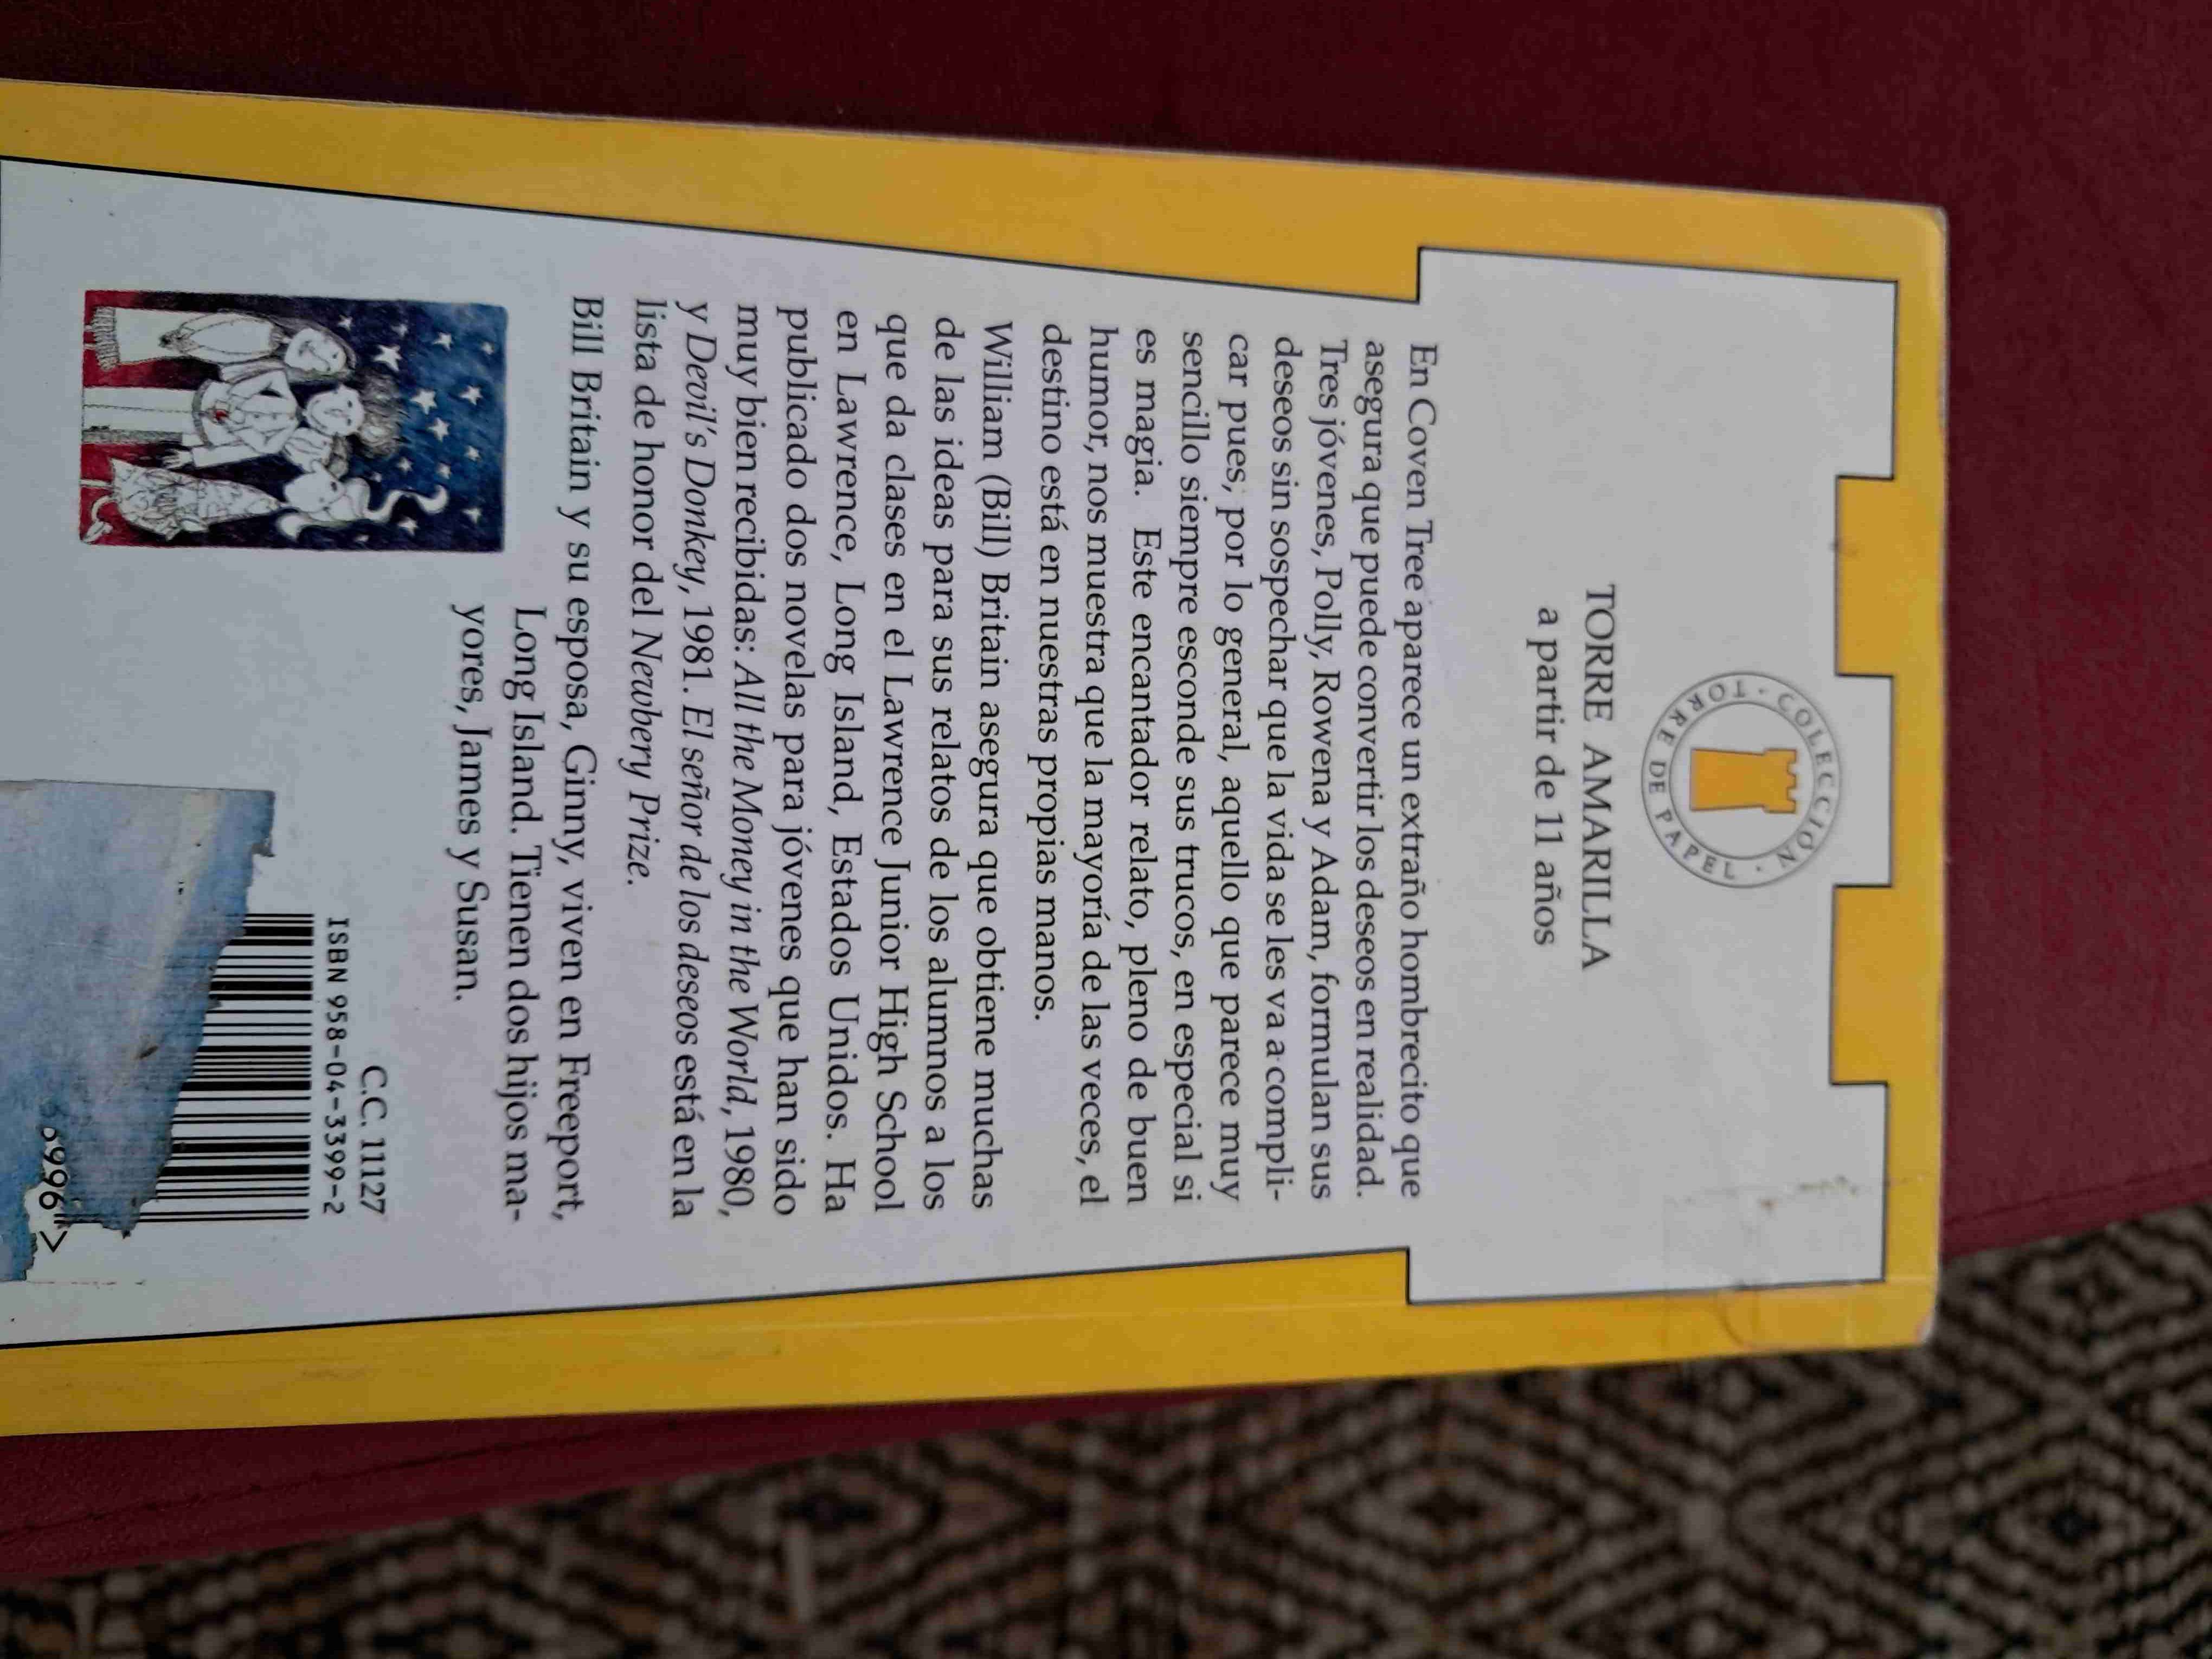 COLECCIÓN · TORRE DE PAPEL ·
TORRE AMARILLA
a partir de 11 años
En Coven Tree aparece un extraño hombrecito que
asegura que puede convertir los deseos en realidad.
Tres jóvenes, Polly, Rowena y Adam, formulan sus
deseos sin sospechar que la vida se les va a compli-
car pues, por lo general, aquello que parece muy
sencillo siempre esconde sus trucos, en especial si
es magia. Este encantador relato, pleno de buen
humor, nos muestra que la mayoría de las veces, el
destino está en nuestras propias manos.
William (Bill) Britain asegura que obtiene muchas
de las ideas para sus relatos de los alumnos a los
que da clases en el Lawrence Junior High School
en Lawrence, Long Island, Estados Unidos. Ha
publicado dos novelas para jóvenes que han sido
muy bien recibidas: All the Money in the World, 1980,
y Devil's Donkey, 1981. El señor de los deseos está en la
lista de honor del Newbery Prize.
Bill Britain y su esposa, Ginny, viven en Freeport,
Long Island. Tienen dos hijos ma-
yores, James y Susan.
C.C. 11127
ISBN 958-04-3399-2
996 >